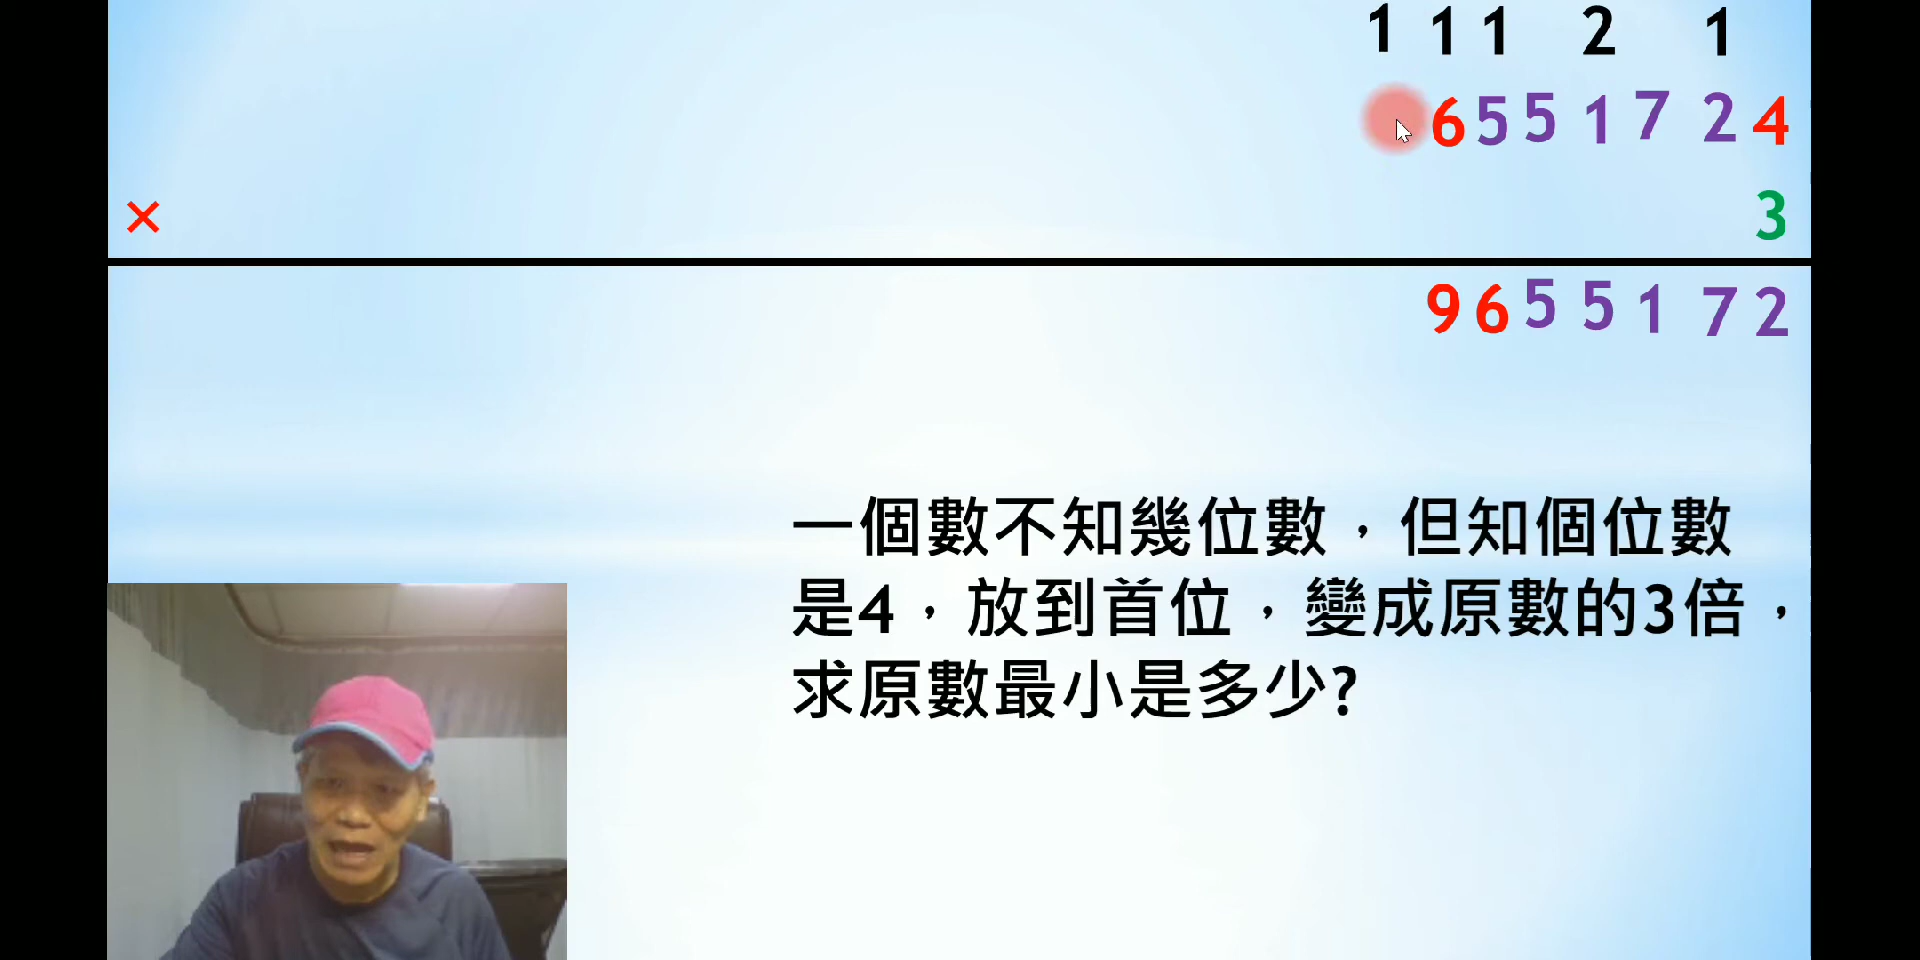 1 1 1 2 1
6 5 5 1 7 2 4
× 3
9 6 5 5 1 7 2
一個數不知幾位數，但知個位數
是4，放到首位，變成原數的3倍，
求原數最小是多少?